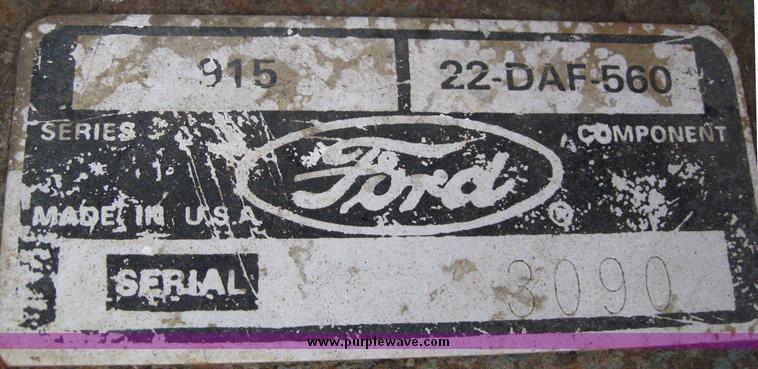 915 22-DAF-560
SERIES COMPONENT
Ford ®
MADE IN U.S.A.
SERIAL 3090
www.purplewave.com